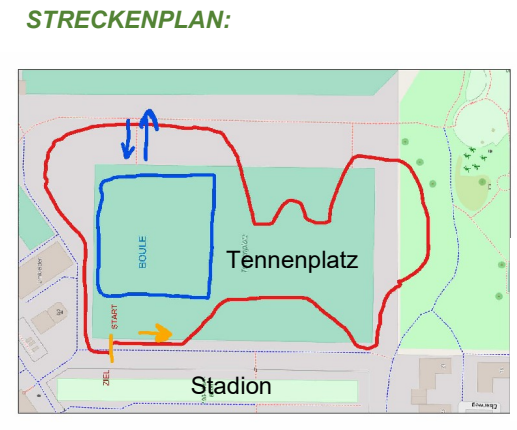 STRECKENPLAN:
BOULE
Tennenplatz
START
ZIEL
Stadion